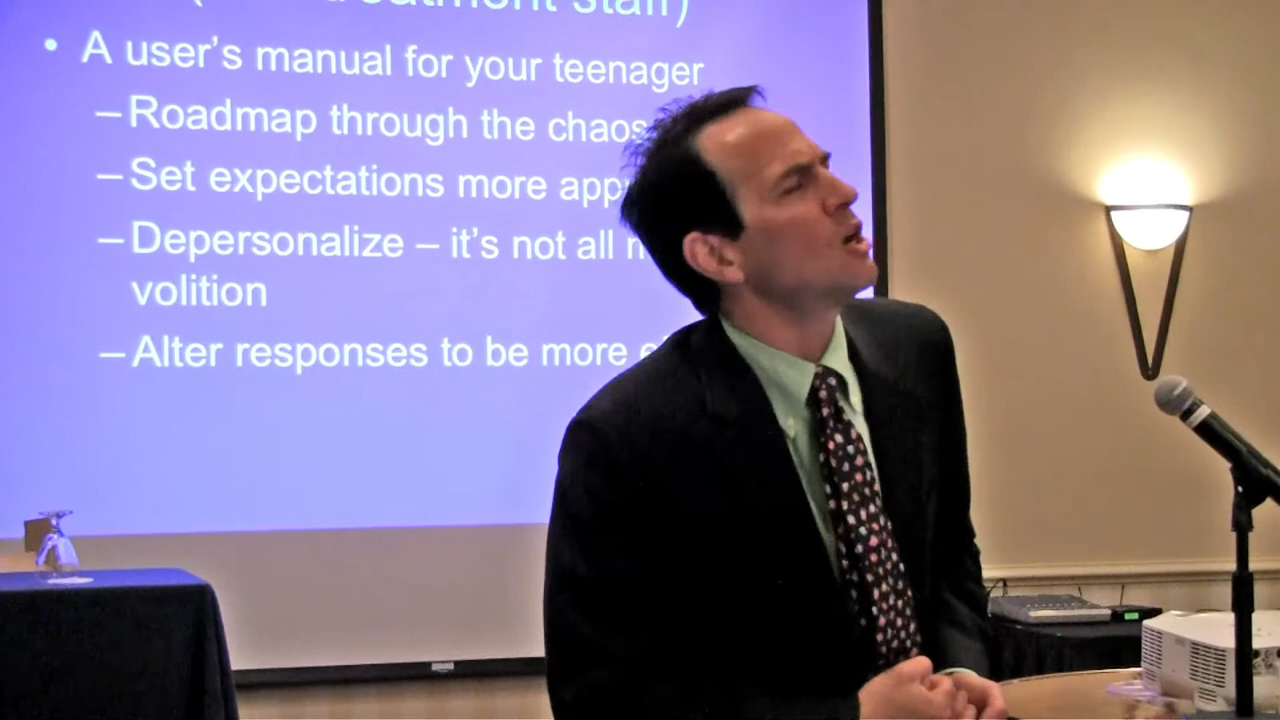 staff)
• A user's manual for your teenager
– Roadmap through the chaos
– Set expectations more
– Depersonalize – it's not all
volition
– Alter responses to be more